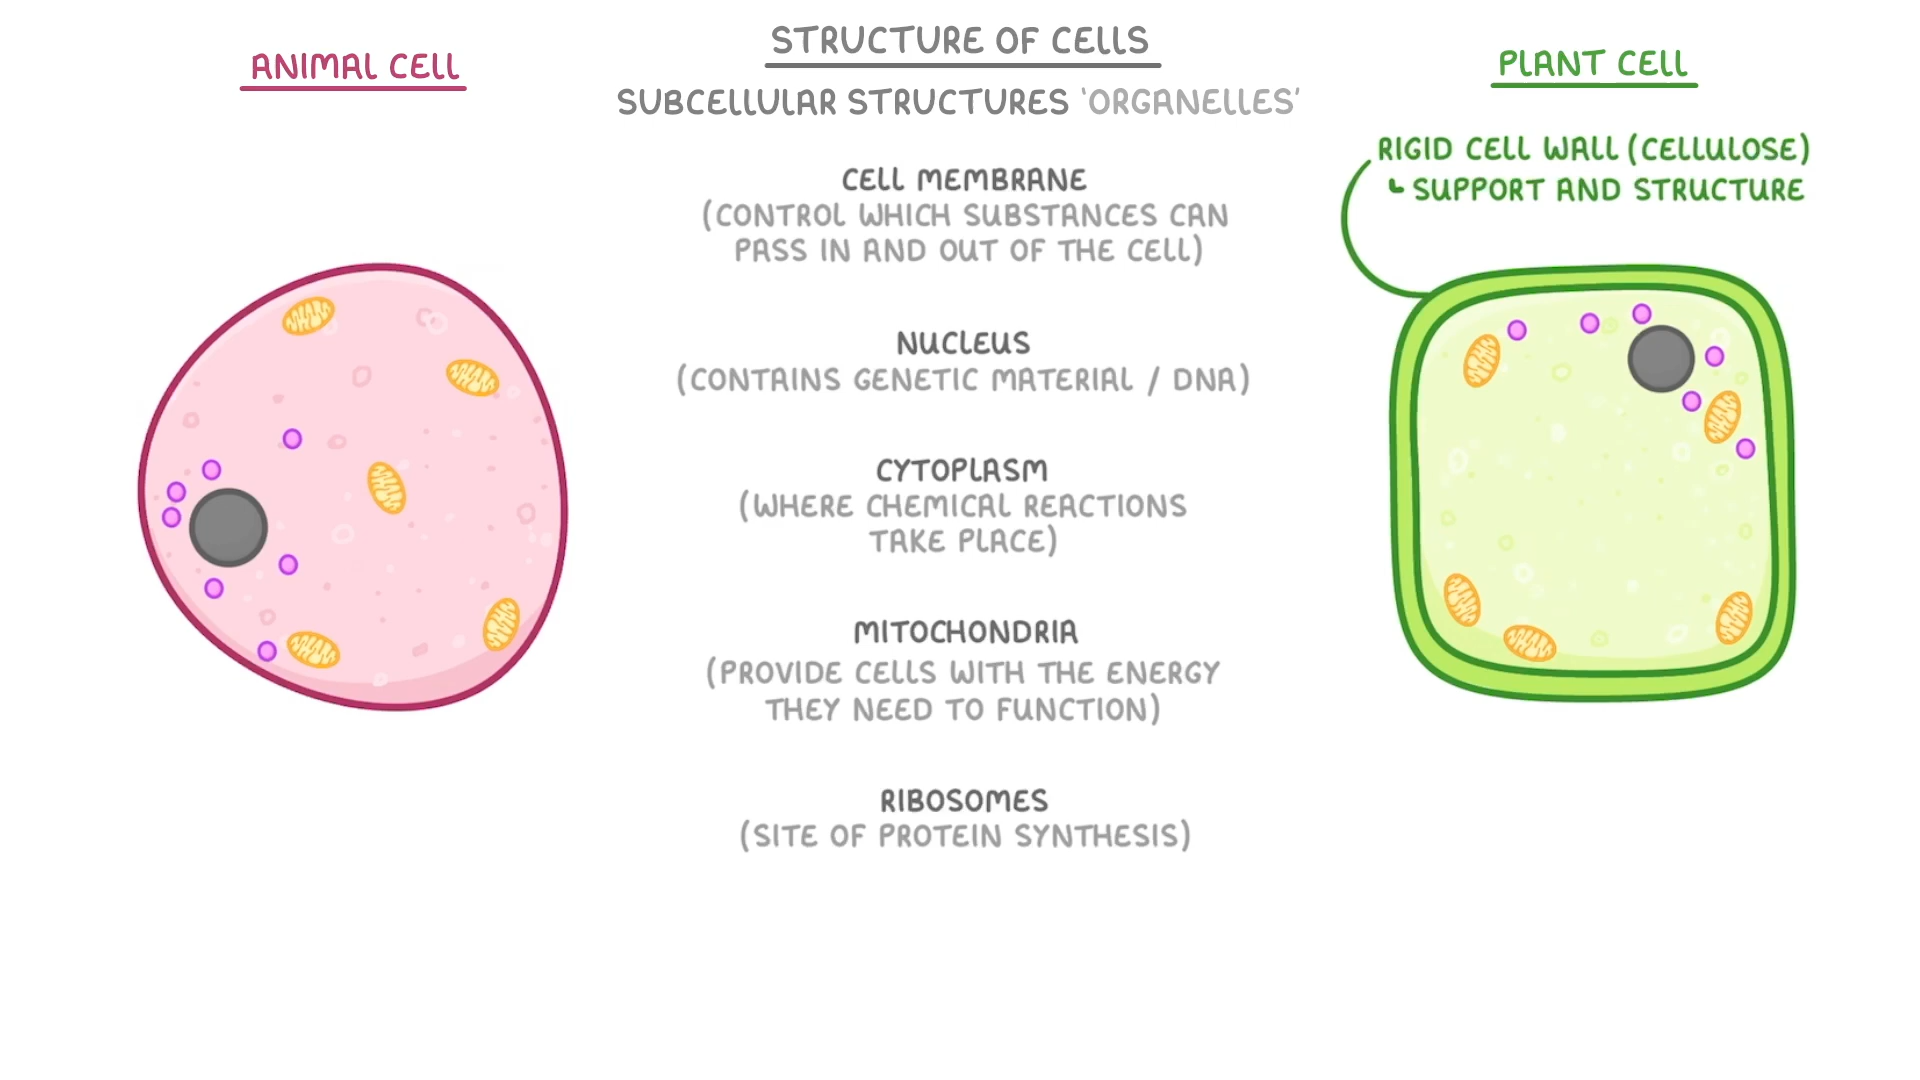 STRUCTURE OF CELLS
SUBCELLULAR STRUCTURES 'ORGANELLES'
ANIMAL CELL
CELL MEMBRANE
(CONTROL WHICH SUBSTANCES CAN
PASS IN AND OUT OF THE CELL)
NUCLEUS
(CONTAINS GENETIC MATERIAL / DNA)
CYTOPLASM
(WHERE CHEMICAL REACTIONS
TAKE PLACE)
MITOCHONDRIA
(PROVIDE CELLS WITH THE ENERGY
THEY NEED TO FUNCTION)
RIBOSOMES
(SITE OF PROTEIN SYNTHESIS)
PLANT CELL
RIGID CELL WALL (CELLULOSE)
SUPPORT AND STRUCTURE